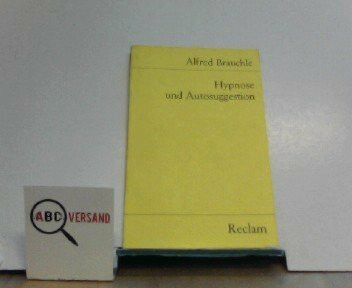 Alfred Brauchle
Hypnose
und Autosuggestion
Reclam
ABC VERSAND